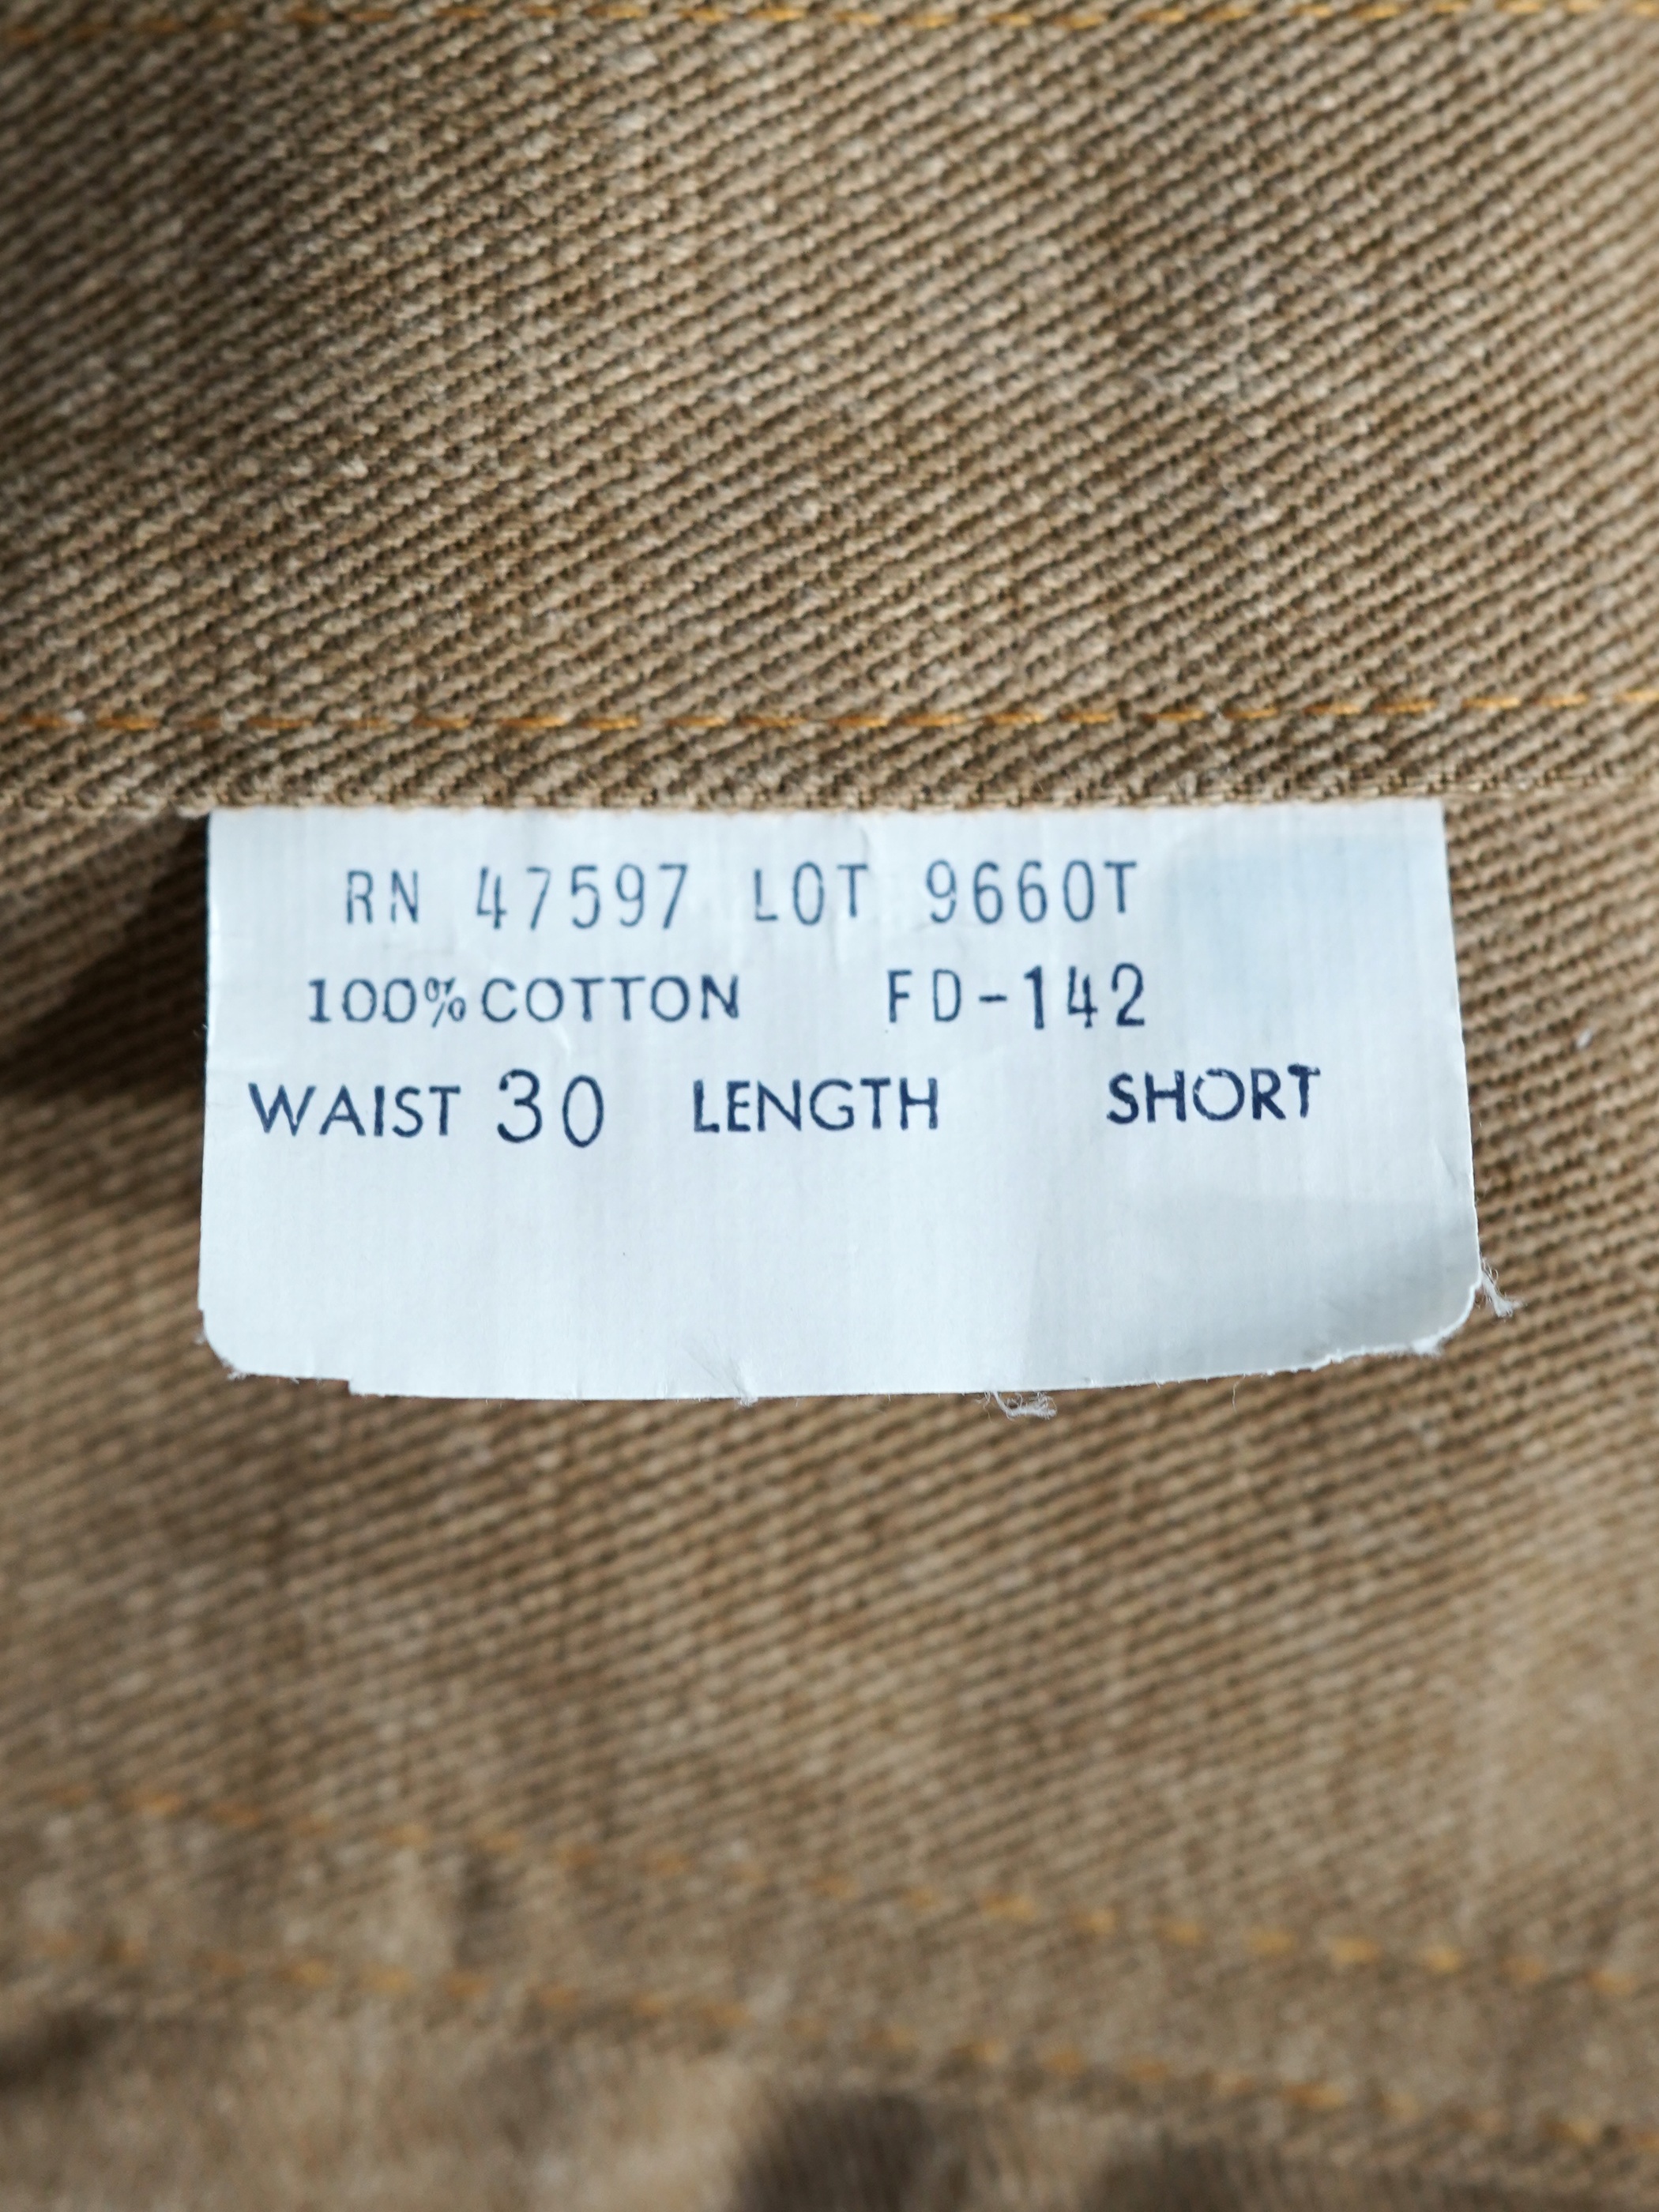 RN 47597 LOT 9660T
100% COTTON FD-142
WAIST 30 LENGTH SHORT